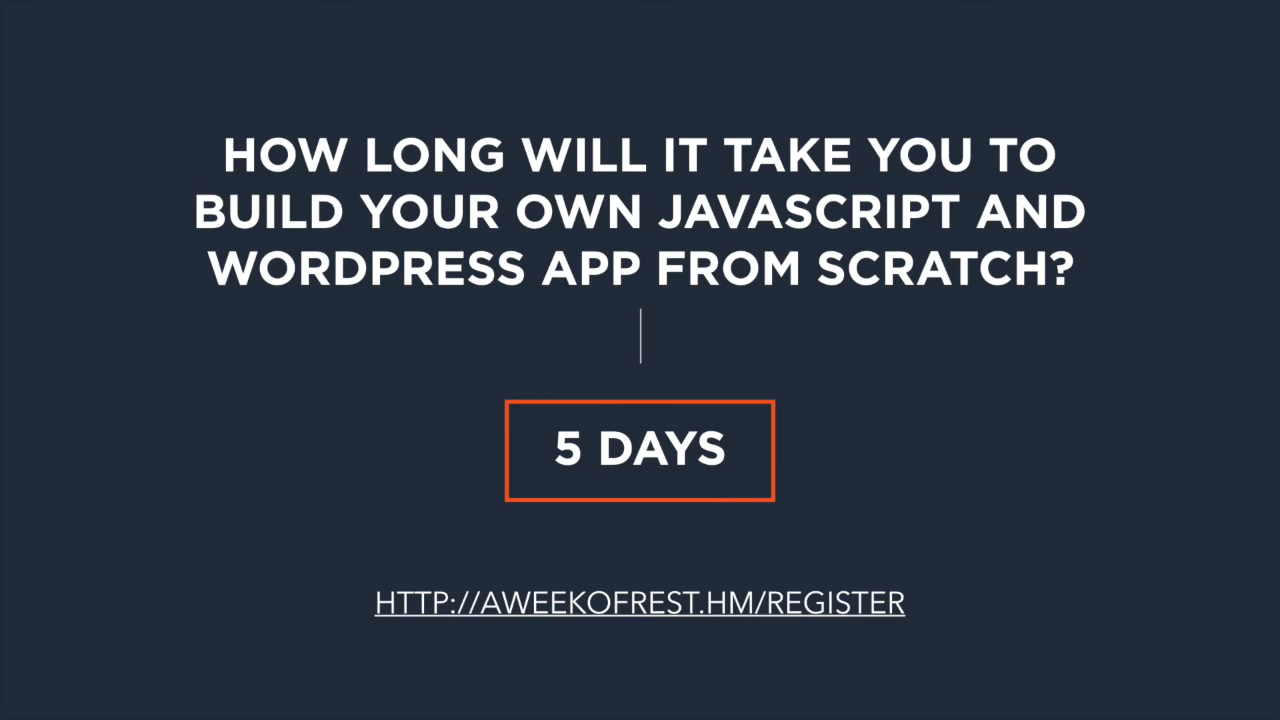 HOW LONG WILL IT TAKE YOU TO
BUILD YOUR OWN JAVASCRIPT AND
WORDPRESS APP FROM SCRATCH?
5 DAYS
HTTP://AWEEKOFREST.HM/REGISTER